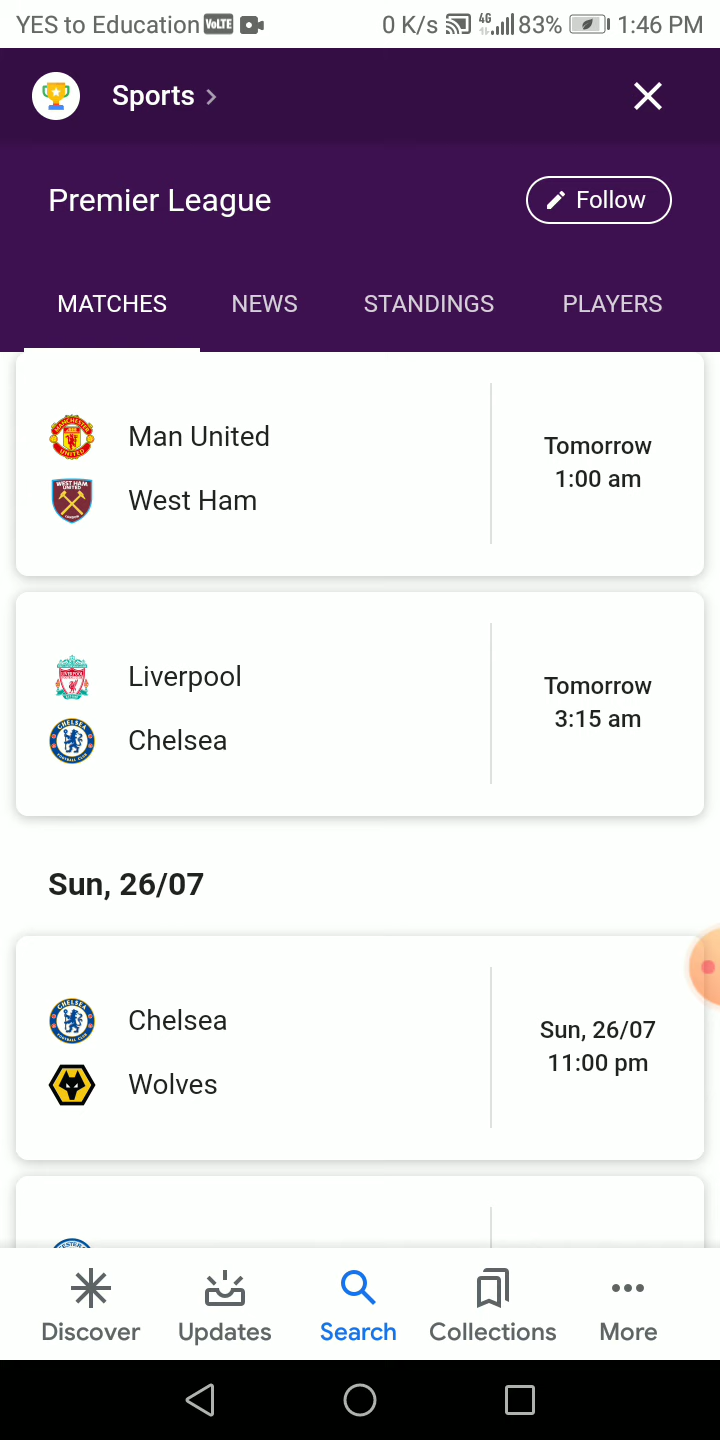 YES to Education VoLTE 0 K/s 4G 83% 1:46 PM
Sports
Premier League
Follow
MATCHES NEWS STANDINGS PLAYERS
Man United
West Ham
Tomorrow
1:00 am
Liverpool
Chelsea
Tomorrow
3:15 am
Sun, 26/07
Chelsea
Wolves
Sun, 26/07
11:00 pm
Discover Updates Search Collections More